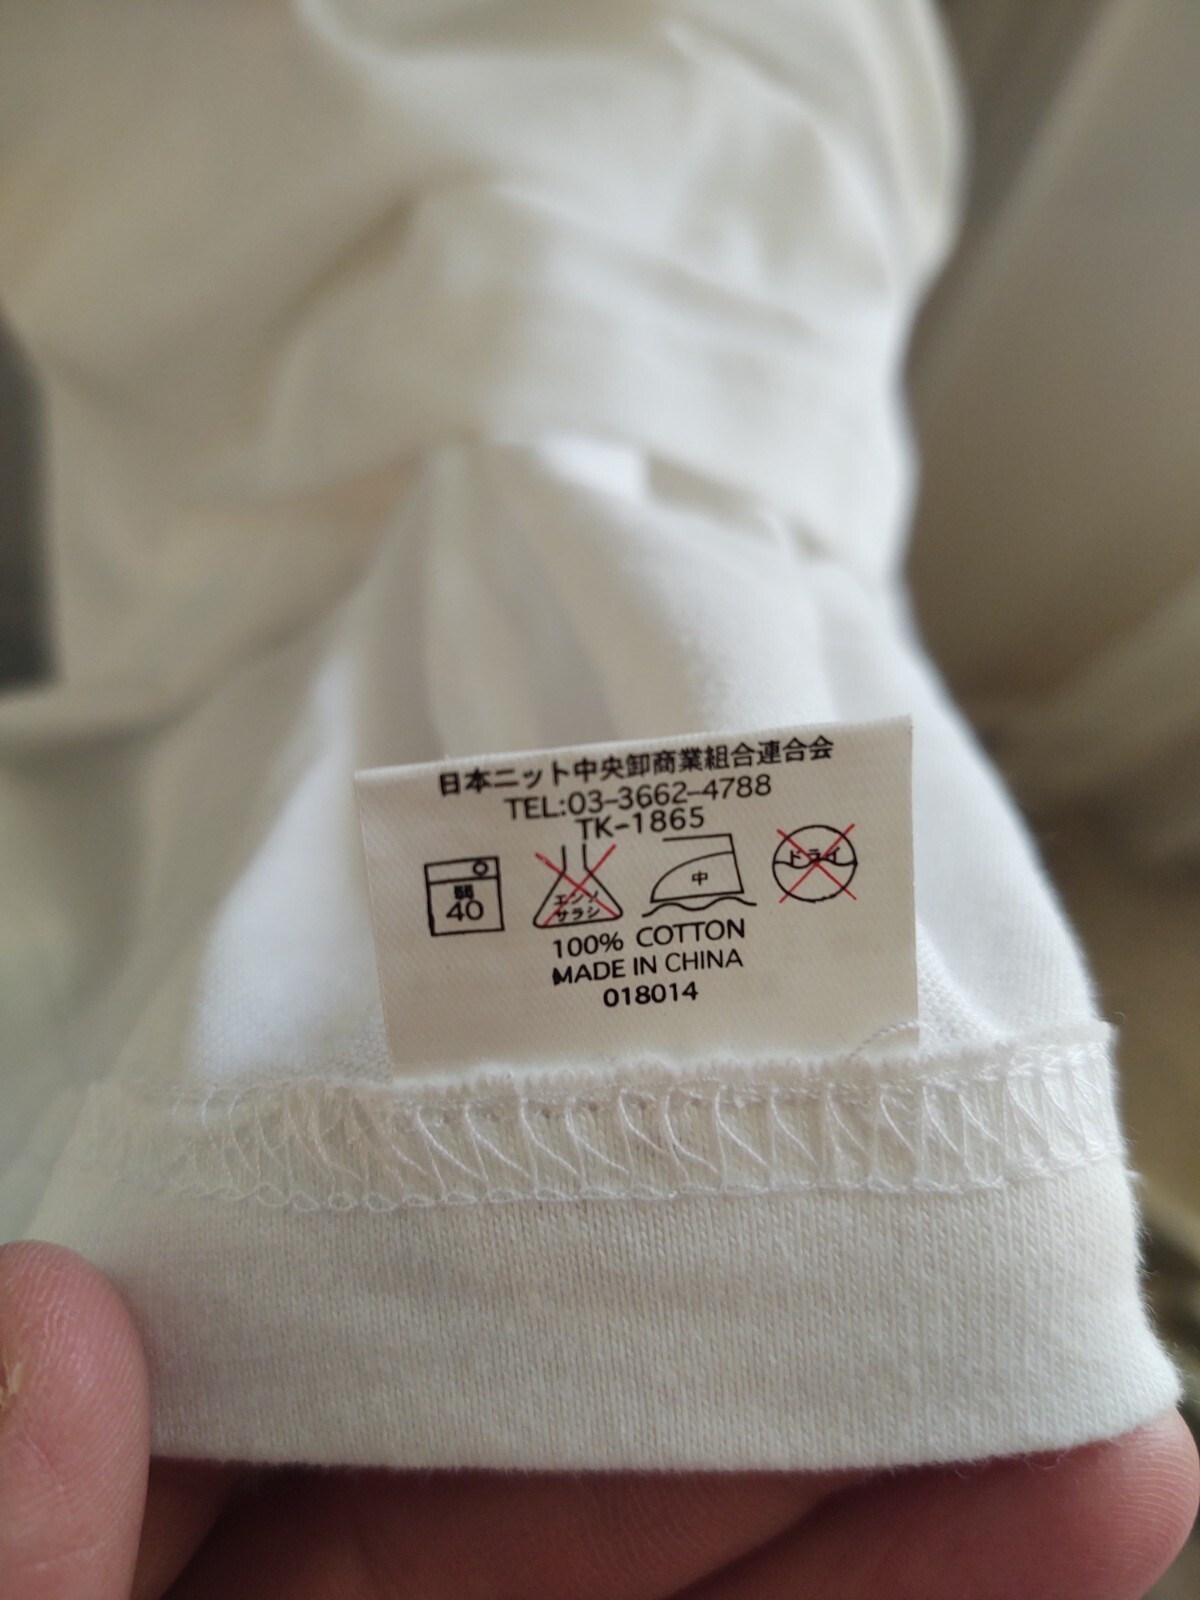 日本ニット中央卸商業組合連合会
TEL:03-3662-4788
TK-1865
弱
40
エンソ
サラシ
中
ドライ
100% COTTON
MADE IN CHINA
018014